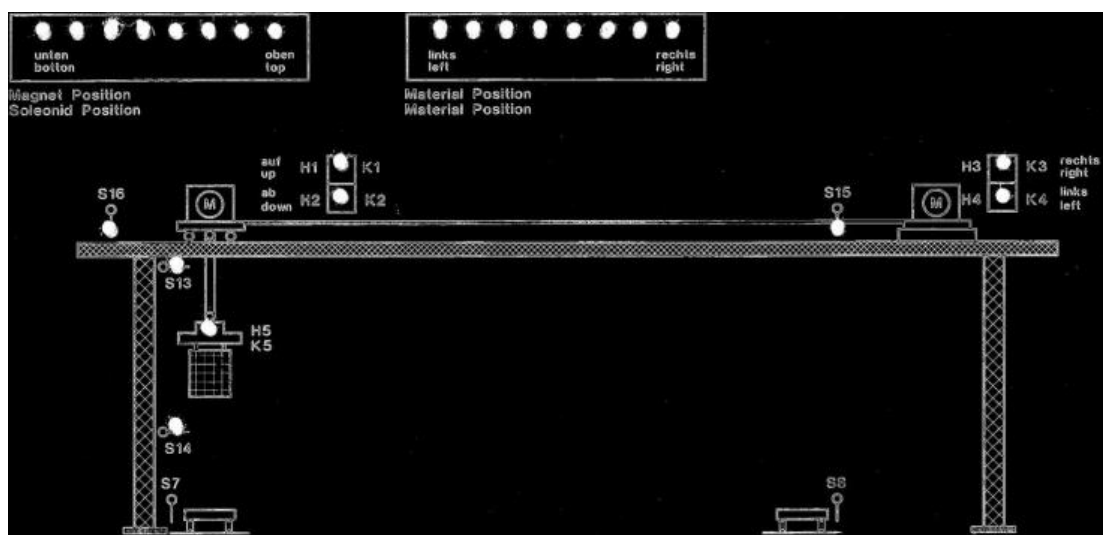 unten
botton
oben
top
links
left
rechts
right
Magnet Position
Soleonid Position
Material Position
Material Position
auf
up
H1
K1
ab
down
K2
K2
H3
K3
rechts
right
H4
K4
links
left
S16
M
S15
M
S13
H5
K5
S14
S7
S8